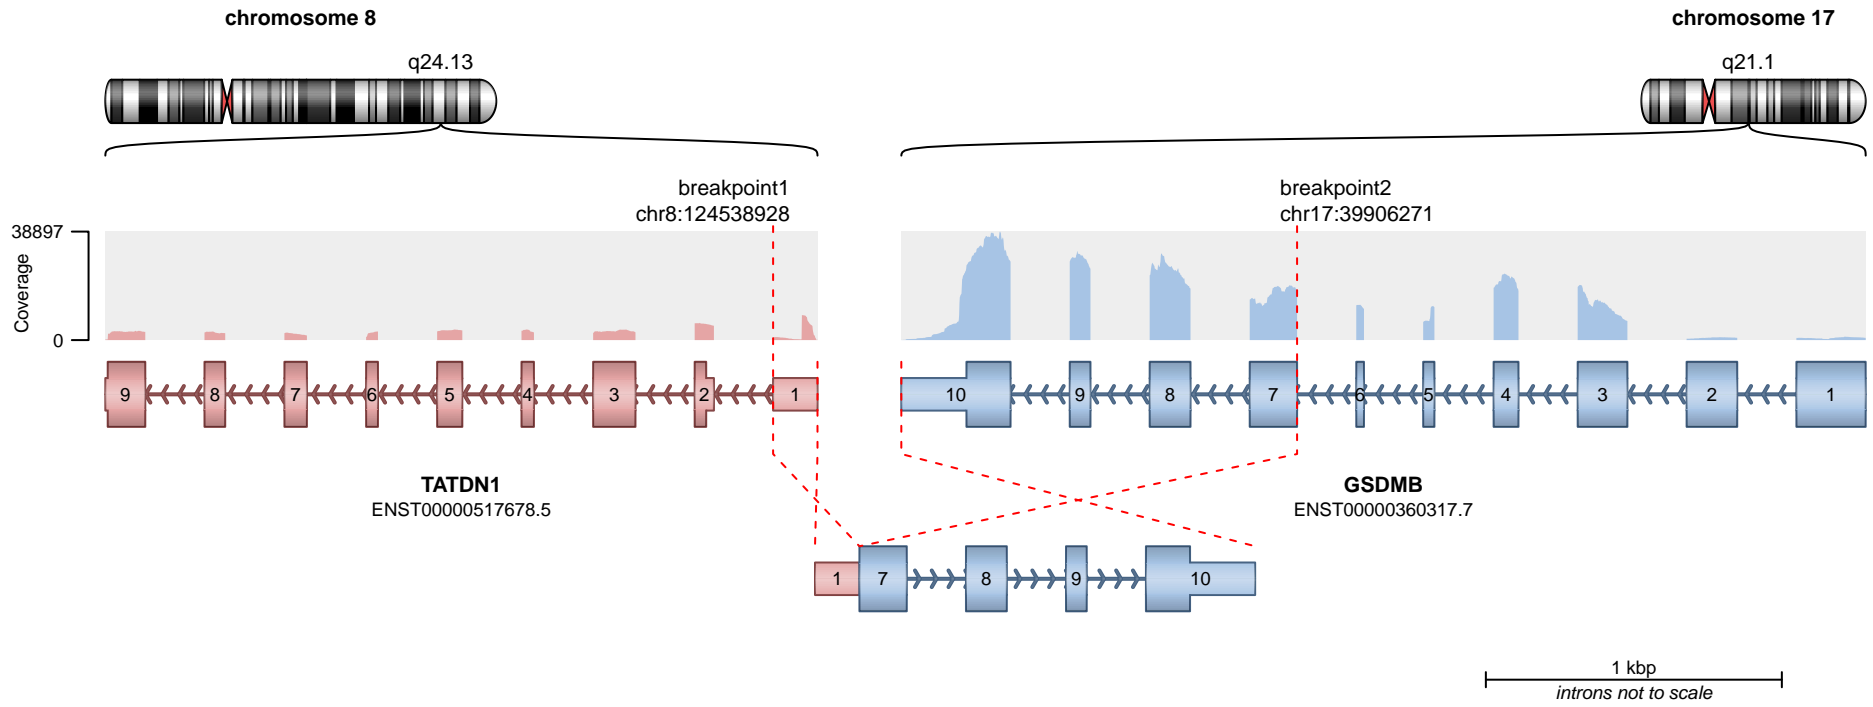 chromosome 8
chromosome 17
q24.13
q21.1
breakpoint1
chr8:124538928
breakpoint2
chr17:39906271
38897
Coverage
0
9 8 7 6 5 4 3 2 1
10 9 8 7 6 5 4 3 2 1
TATDN1
ENST00000517678.5
GSDMB
ENST00000360317.7
1 7 8 9 10
1 kbp
introns not to scale